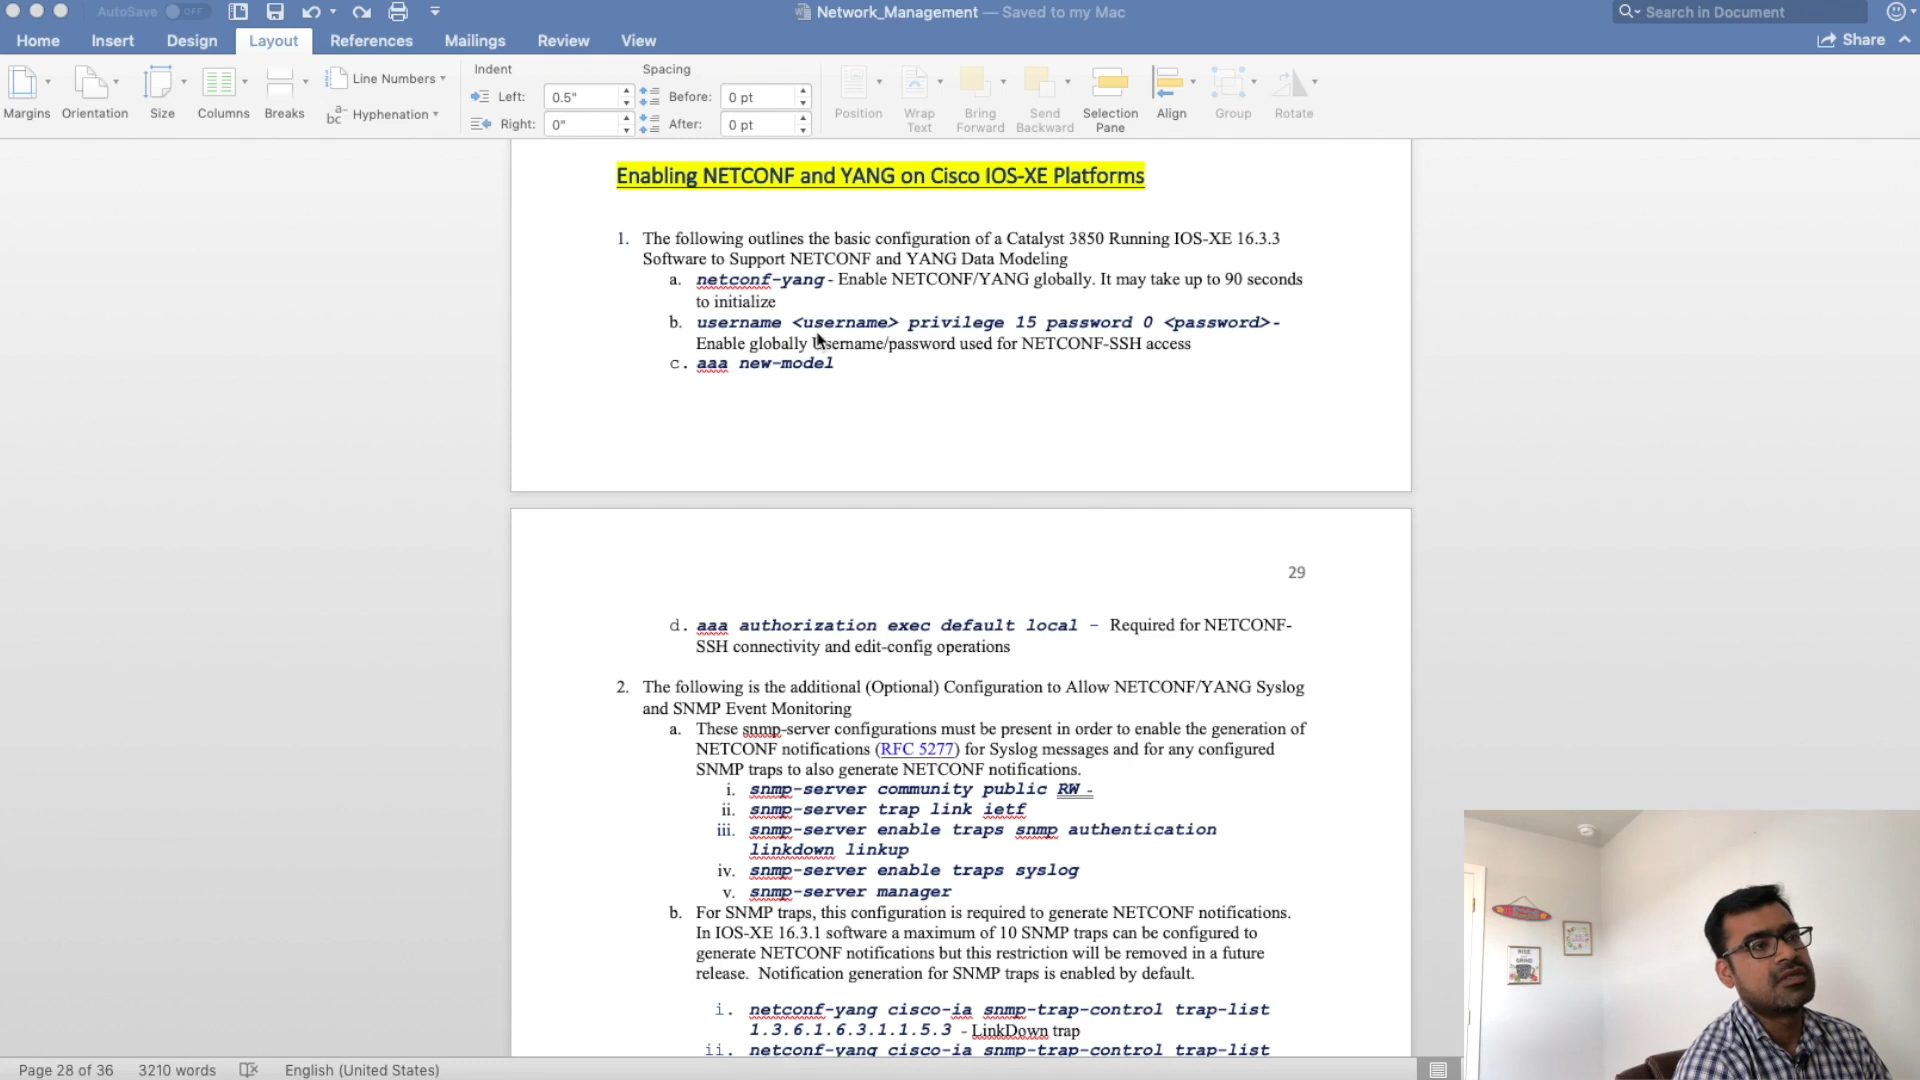 AutoSave OFF
Network_Management — Saved to my Mac
Search in Document
Home Insert Design Layout References Mailings Review View
Share
Margins Orientation Size Columns Breaks
Line Numbers
Hyphenation
Indent
Left: 0.5"
Right: 0"
Spacing
Before: 0 pt
After: 0 pt
Position
Wrap Text
Bring Forward
Send Backward
Selection Pane
Align
Group
Rotate
Enabling NETCONF and YANG on Cisco IOS-XE Platforms
1. The following outlines the basic configuration of a Catalyst 3850 Running IOS-XE 16.3.3
Software to Support NETCONF and YANG Data Modeling
a. netconf-yang - Enable NETCONF/YANG globally. It may take up to 90 seconds
to initialize
b. username <username> privilege 15 password 0 <password>-
Enable globally Username/password used for NETCONF-SSH access
c. aaa new-model
29
d. aaa authorization exec default local – Required for NETCONF-
SSH connectivity and edit-config operations
2. The following is the additional (Optional) Configuration to Allow NETCONF/YANG Syslog
and SNMP Event Monitoring
a. These snmp-server configurations must be present in order to enable the generation of
NETCONF notifications (RFC 5277) for Syslog messages and for any configured
SNMP traps to also generate NETCONF notifications.
i. snmp-server community public RW -
ii. snmp-server trap link ietf
iii. snmp-server enable traps snmp authentication
linkdown linkup
iv. snmp-server enable traps syslog
v. snmp-server manager
b. For SNMP traps, this configuration is required to generate NETCONF notifications.
In IOS-XE 16.3.1 software a maximum of 10 SNMP traps can be configured to
generate NETCONF notifications but this restriction will be removed in a future
release. Notification generation for SNMP traps is enabled by default.
i. netconf-yang cisco-ia snmp-trap-control trap-list
1.3.6.1.6.3.1.1.5.3 - LinkDown trap
ii. netconf-yang cisco-ia snmp-trap-control trap-list
Page 28 of 36 3210 words English (United States)